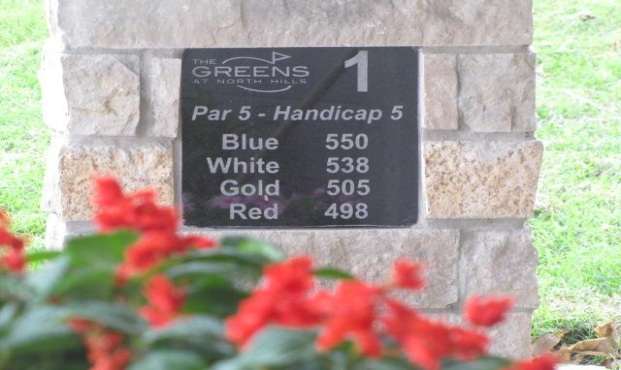 THE
GREENS
AT NORTH HILLS
1
Par 5 - Handicap 5
Blue 550
White 538
Gold 505
Red 498